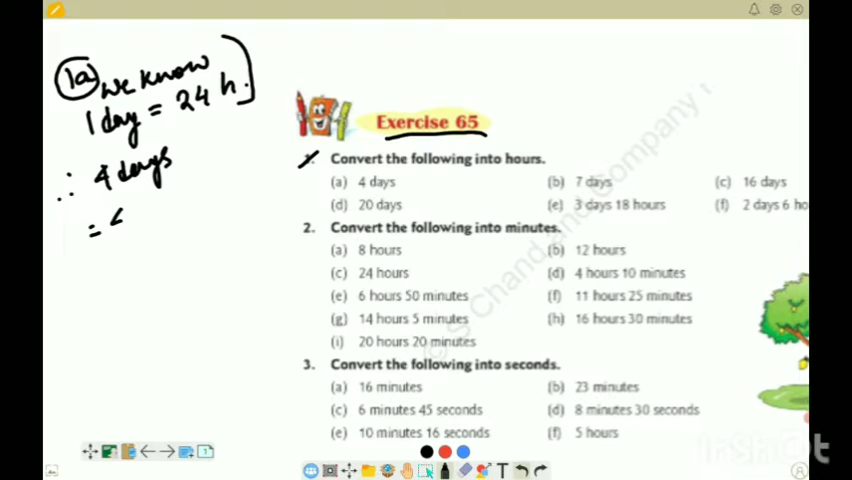 1a we know
1 day = 24 h.
∴ 4 days
=
Exercise 65
1. Convert the following into hours.
(a) 4 days (b) 7 days (c) 16 days
(d) 20 days (e) 3 days 18 hours (f) 2 days 6 ho
2. Convert the following into minutes.
(a) 8 hours (b) 12 hours
(c) 24 hours (d) 4 hours 10 minutes
(e) 6 hours 50 minutes (f) 11 hours 25 minutes
(g) 14 hours 5 minutes (h) 16 hours 30 minutes
(i) 20 hours 20 minutes
3. Convert the following into seconds.
(a) 16 minutes (b) 23 minutes
(c) 6 minutes 45 seconds (d) 8 minutes 30 seconds
(e) 10 minutes 16 seconds (f) 5 hours
© S Chand and Company